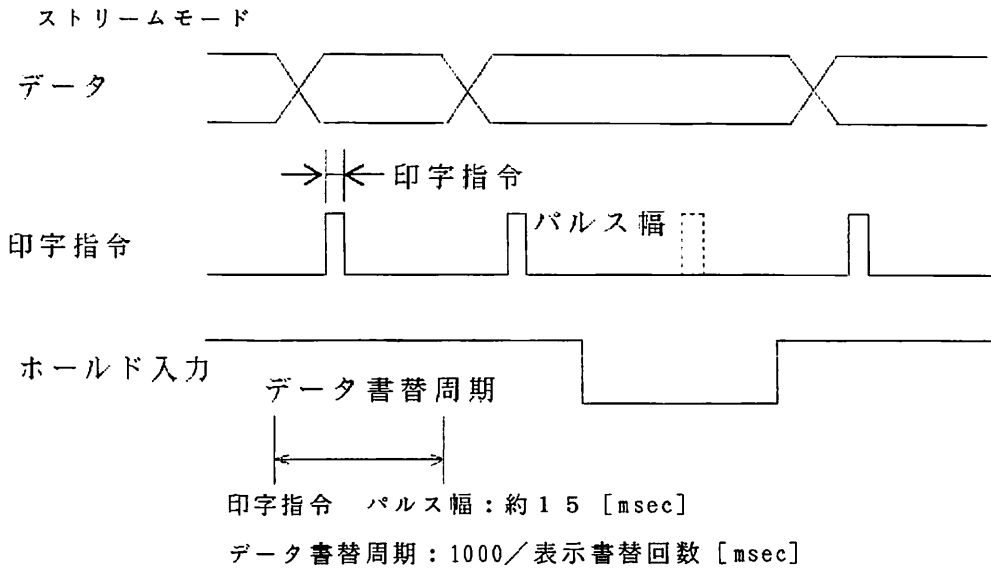 ストリームモード
データ
印字指令
印字指令
パルス幅
ホールド入力
データ書替周期
印字指令 パルス幅：約１５［msec］
データ書替周期：1000／表示書替回数［msec］